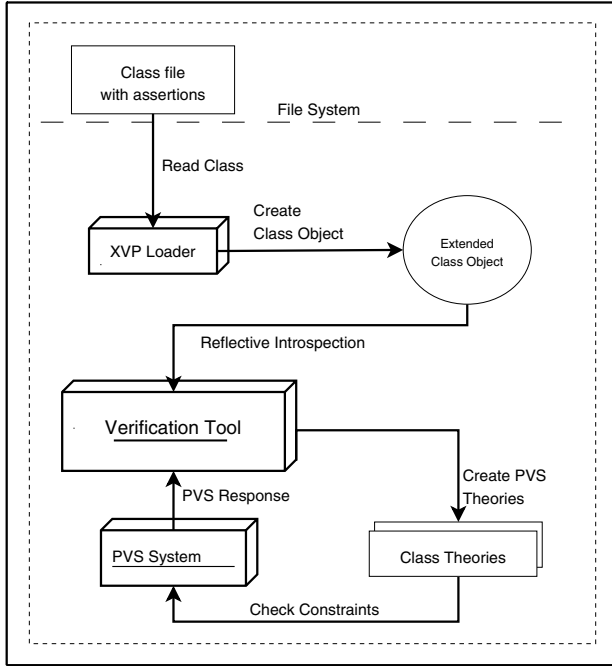 Class file
with assertions
File System
Read Class
Create
Class Object
XVP Loader
Extended
Class Object
Reflective Introspection
Verification Tool
PVS Response
Create PVS
Theories
PVS System
Class Theories
Check Constraints